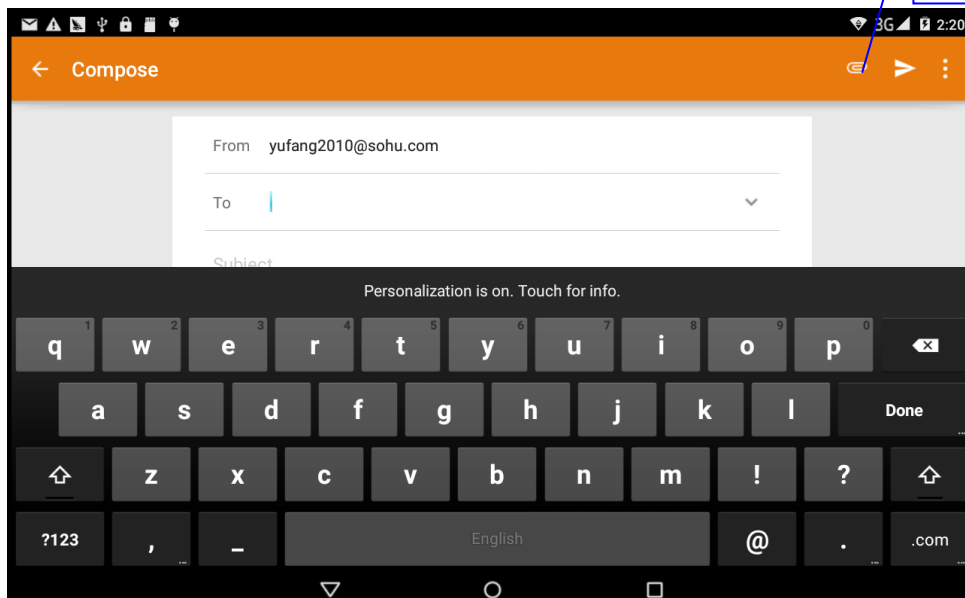 3G 2:20
Compose
From yufang2010@sohu.com
To
Subject
Personalization is on. Touch for info.
q 1 w 2 e 3 r 4 t 5 y 6 u 7 i 8 o 9 p 0
a s d f g h j k l Done
z x c v b n m ! ?
?123 , _ English @ . .com